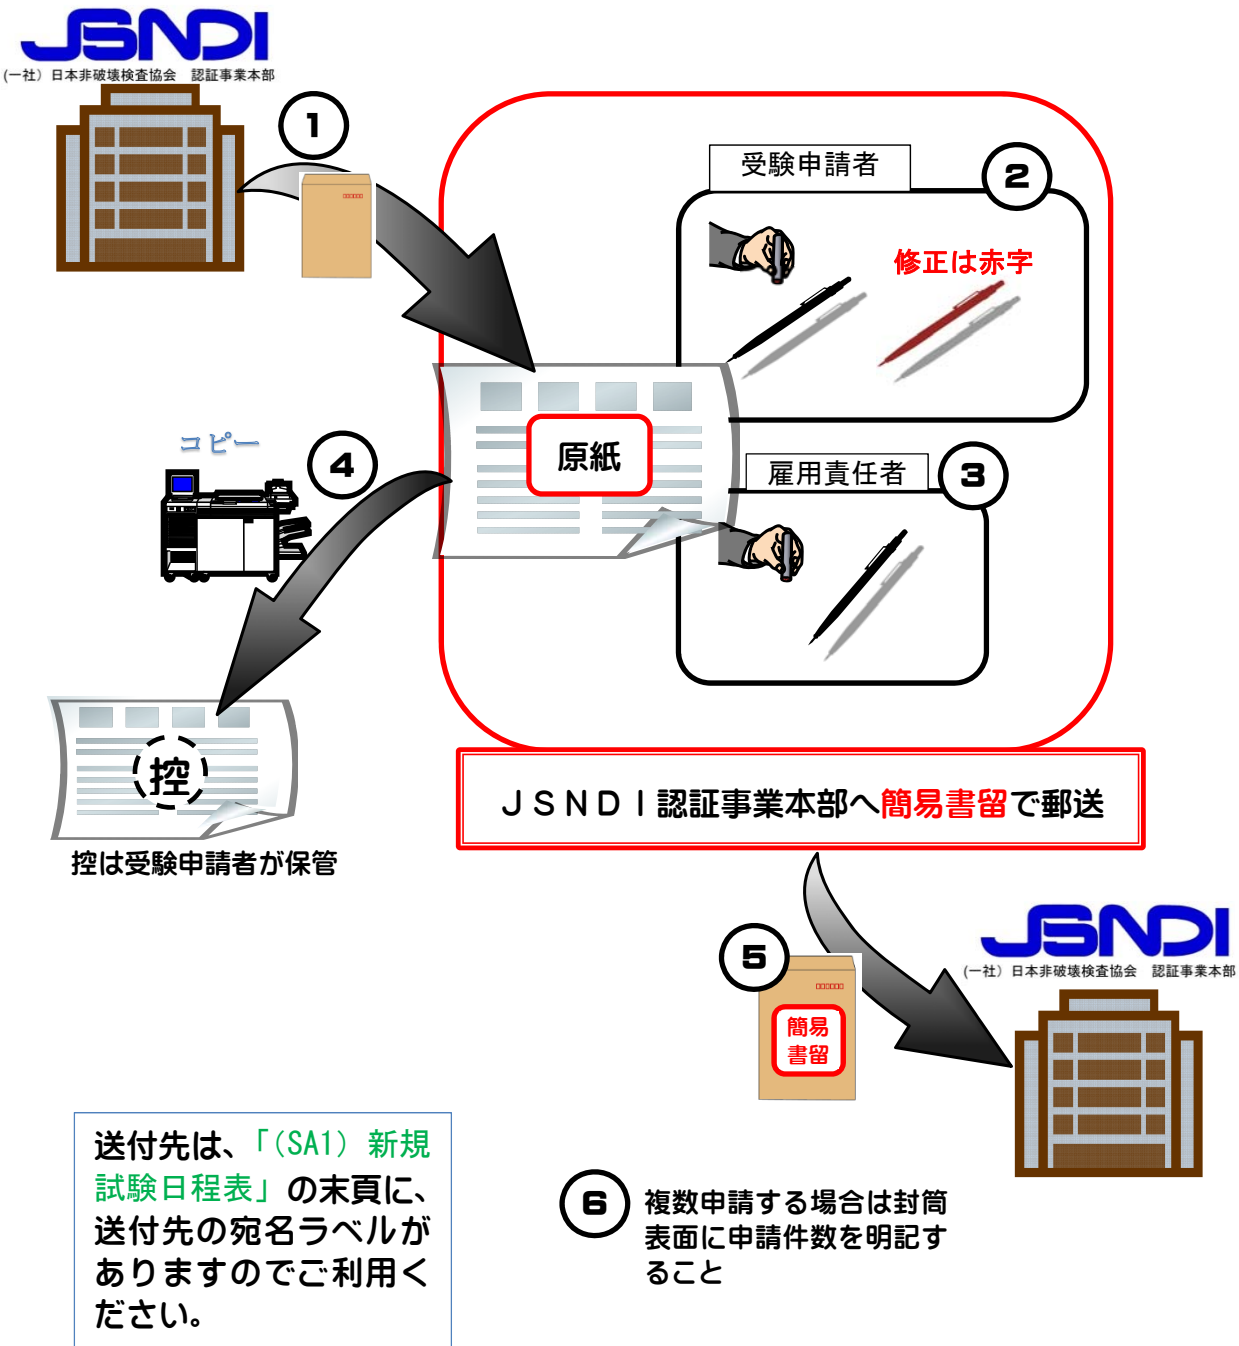 JSNDI
(一社) 日本非破壊検査協会 認証事業本部
1
受験申請者
2
修正は赤字
コピー
4
原紙
雇用責任者
3
控
控は受験申請者が保管
JSNDI認証事業本部へ簡易書留で郵送
5
簡易
書留
JSNDI
(一社) 日本非破壊検査協会 認証事業本部
送付先は、「(SA1) 新規
試験日程表」の末頁に、
送付先の宛名ラベルが
ありますのでご利用く
ださい。
6
複数申請する場合は封筒
表面に申請件数を明記す
ること